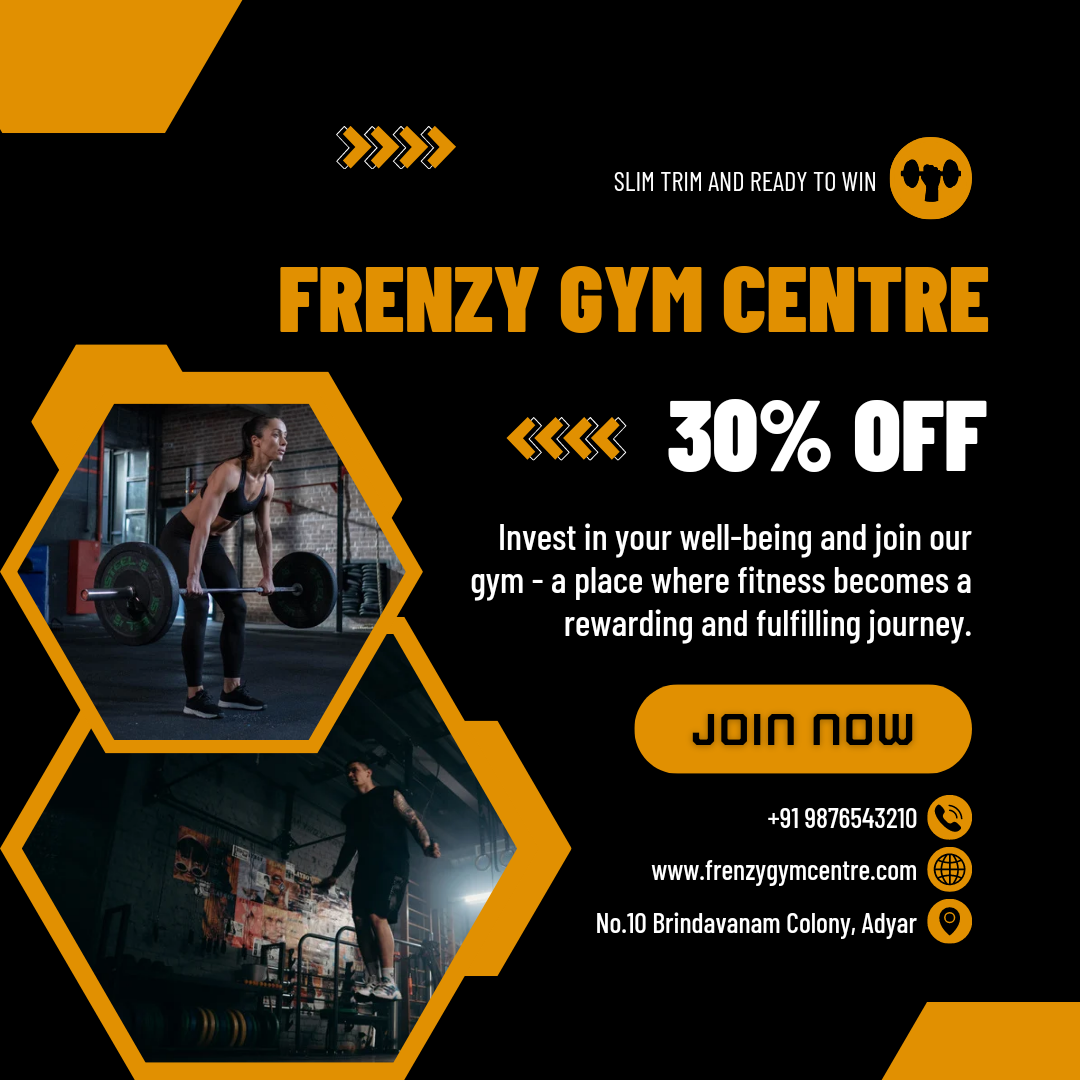 SLIM TRIM AND READY TO WIN
FRENZY GYM CENTRE
30% OFF
Invest in your well-being and join our
gym - a place where fitness becomes a
rewarding and fulfilling journey.
JOIN NOW
+91 9876543210
www.frenzygymcentre.com
No.10 Brindavanam Colony, Adyar